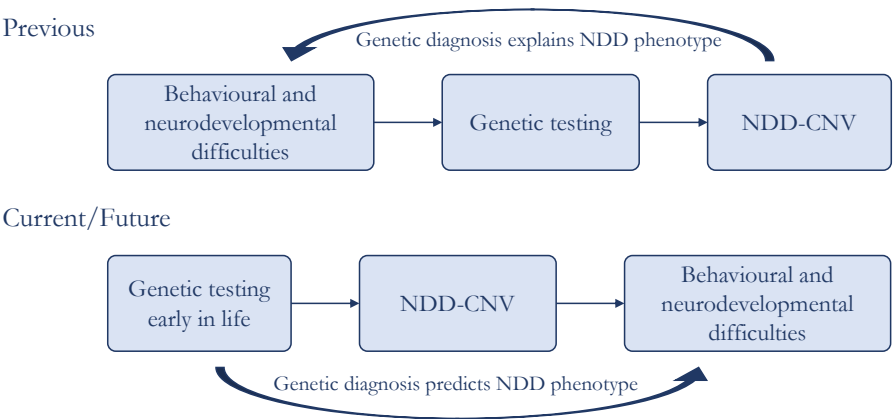 Previous
Genetic diagnosis explains NDD phenotype
Behavioural and
neurodevelopmental
difficulties
Genetic testing
NDD-CNV
Current/Future
Genetic testing
early in life
NDD-CNV
Behavioural and
neurodevelopmental
difficulties
Genetic diagnosis predicts NDD phenotype